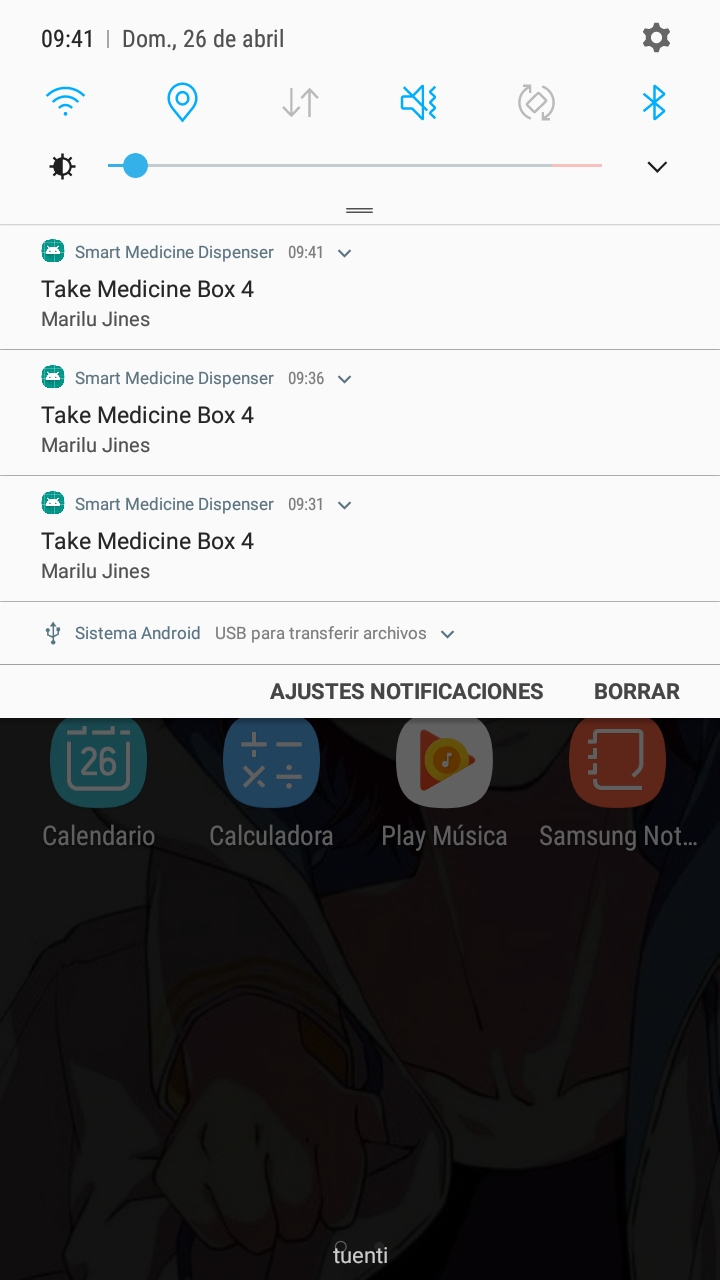 09:41 | Dom., 26 de abril
Smart Medicine Dispenser 09:41
Take Medicine Box 4
Marilu Jines
Smart Medicine Dispenser 09:36
Take Medicine Box 4
Marilu Jines
Smart Medicine Dispenser 09:31
Take Medicine Box 4
Marilu Jines
Sistema Android USB para transferir archivos
AJUSTES NOTIFICACIONES BORRAR
26
Calendario Calculadora Play Música Samsung Not...
tuenti